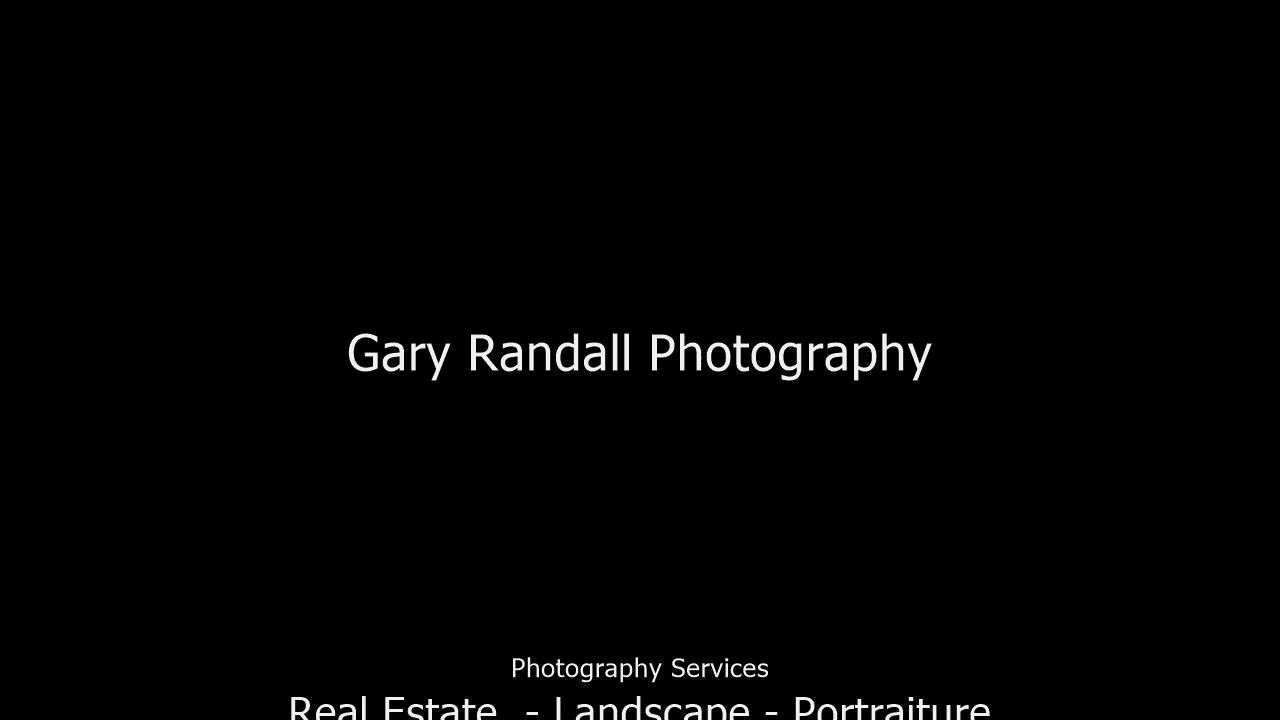 Gary Randall Photography
Photography Services
Real Estate - Landscape - Portraiture